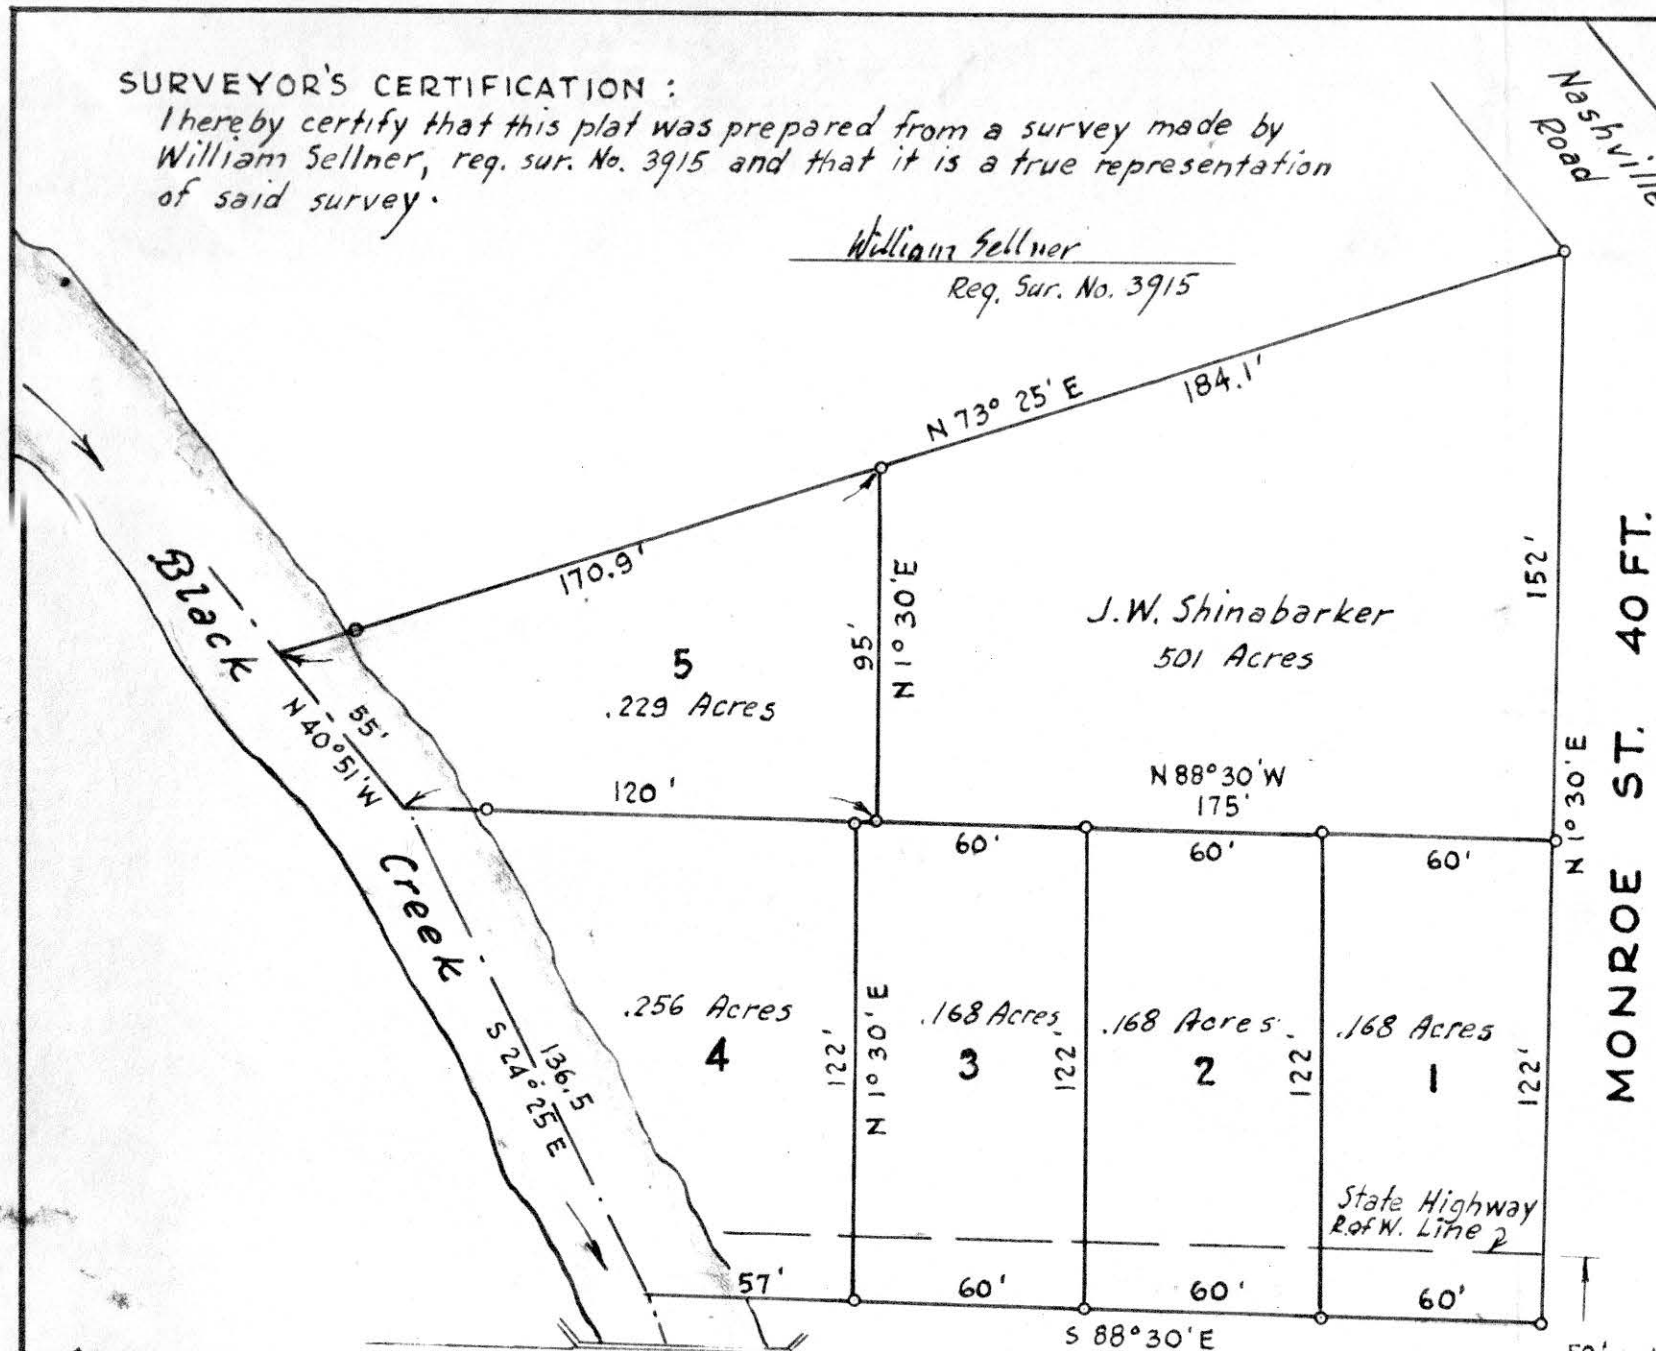 SURVEYOR'S CERTIFICATION :
I hereby certify that this plat was prepared from a survey made by
William Sellner, reg. sur. No. 3915 and that it is a true representation
of said survey.
William Sellner
Reg. Sur. No. 3915
Nashville
Road
N 73° 25' E
184.1'
170.9'
152'
95'
N 1° 30' E
J.W. Shinabarker
501 Acres
5
.229 Acres
Black
Creek
55'
N 40° 51' W
120'
N 88° 30' W
175'
60'
60'
60'
N 1° 30' E
MONROE ST. 40 FT.
.256 Acres
4
122'
N 1° 30' E
.168 Acres
3
122'
.168 Acres
2
122'
.168 Acres
1
122'
136.5
S 24° 25 E
State Highway
R. of W. Line
57'
60'
60'
60'
S 88° 30' E